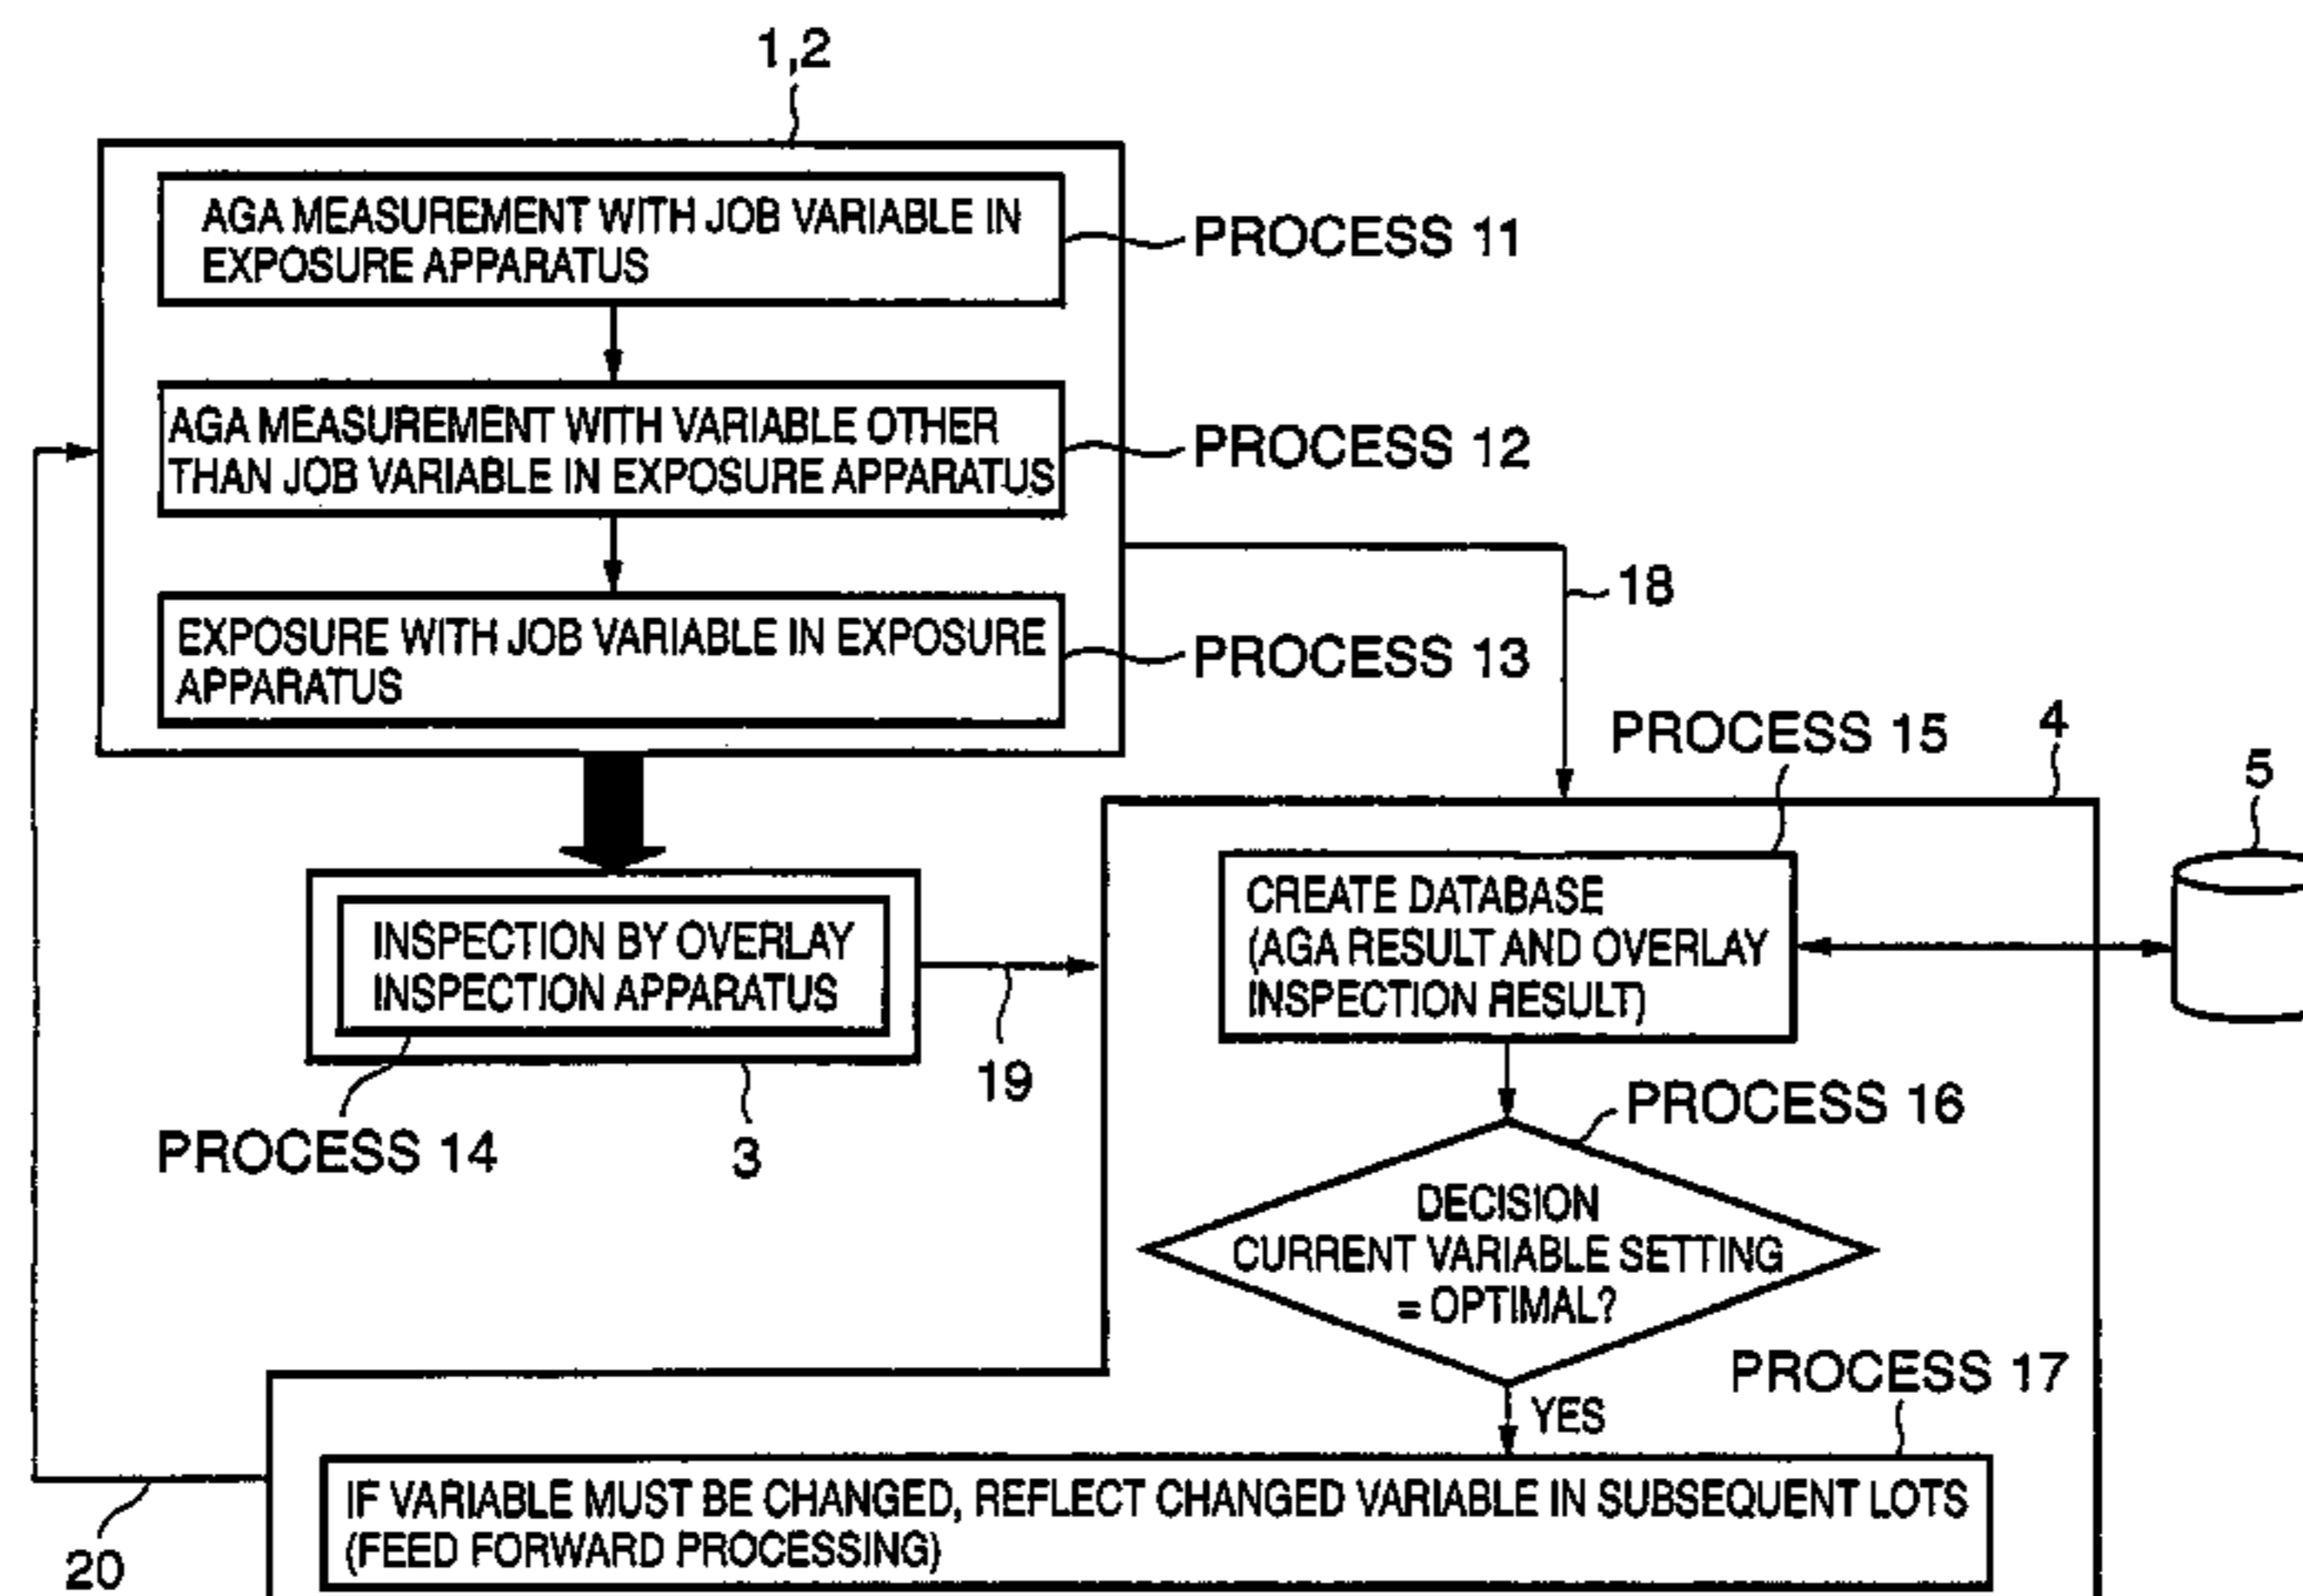 1,2
AGA MEASUREMENT WITH JOB VARIABLE IN
EXPOSURE APPARATUS
PROCESS 11
AGA MEASUREMENT WITH VARIABLE OTHER
THAN JOB VARIABLE IN EXPOSURE APPARATUS
PROCESS 12
EXPOSURE WITH JOB VARIABLE IN EXPOSURE
APPARATUS
PROCESS 13
18
PROCESS 15
4
5
INSPECTION BY OVERLAY
INSPECTION APPARATUS
PROCESS 14
3
19
CREATE DATABASE
(AGA RESULT AND OVERLAY
INSPECTION RESULT)
PROCESS 16
DECISION
CURRENT VARIABLE SETTING
= OPTIMAL?
YES
PROCESS 17
IF VARIABLE MUST BE CHANGED, REFLECT CHANGED VARIABLE IN SUBSEQUENT LOTS
(FEED FORWARD PROCESSING)
20